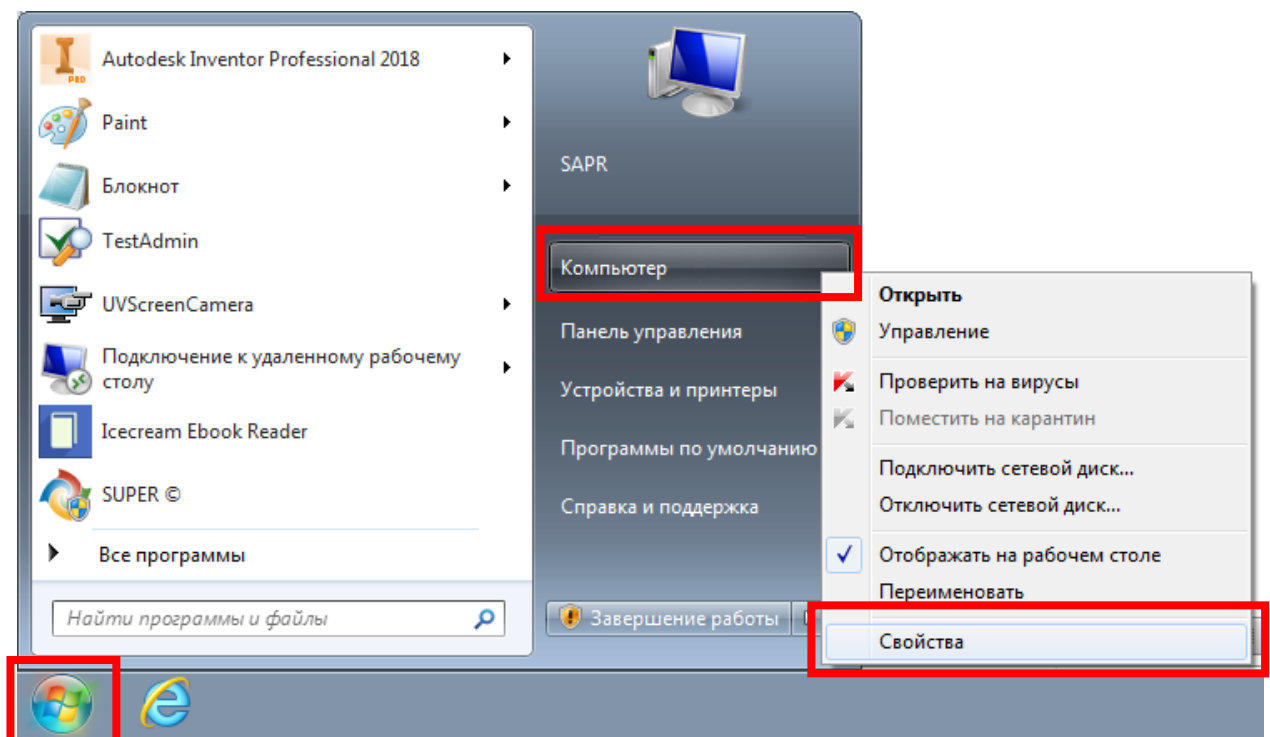 Autodesk Inventor Professional 2018
PRO
Paint
Блокнот
TestAdmin
UVScreenCamera
Подключение к удаленному рабочему
столу
Icecream Ebook Reader
SUPER ©
Все программы
Найти программы и файлы
SAPR
Компьютер
Панель управления
Устройства и принтеры
Программы по умолчанию
Справка и поддержка
Завершение работы
Открыть
Управление
Проверить на вирусы
Поместить на карантин
Подключить сетевой диск...
Отключить сетевой диск...
Отображать на рабочем столе
Переименовать
Свойства